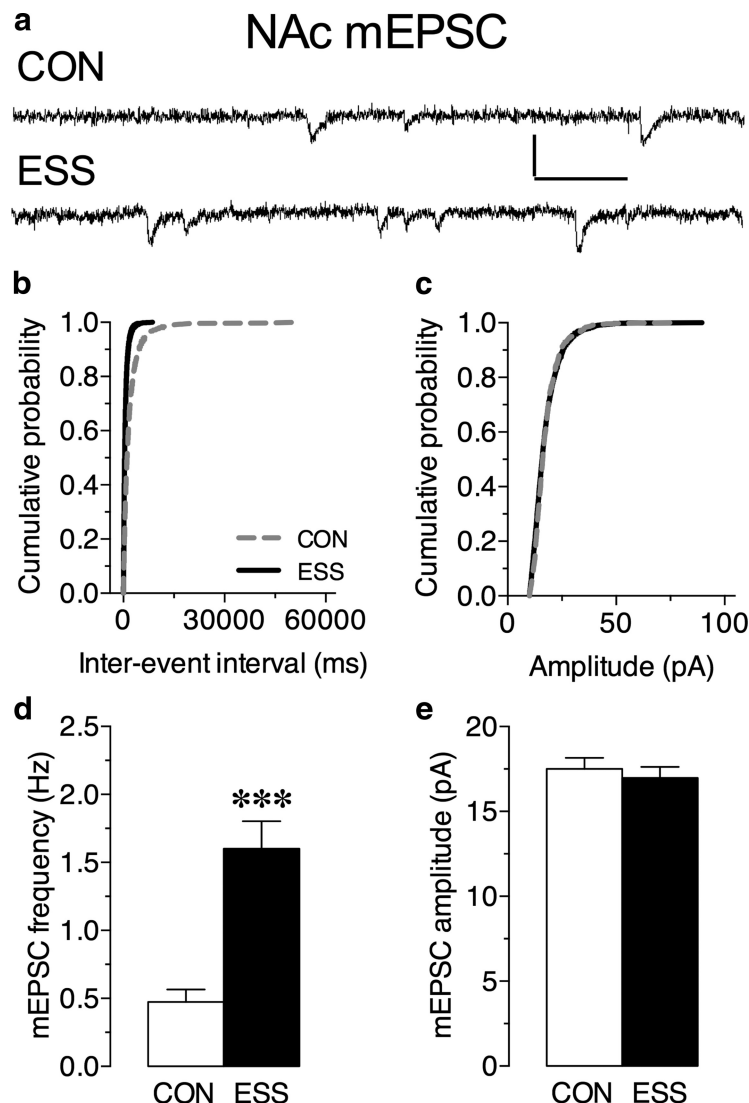 a
NAc mEPSC
CON
ESS
b
Cumulative probability
1.0
0.8
0.6
0.4
0.2
0.0
CON
ESS
0 30000 60000
Inter-event interval (ms)
c
Cumulative probability
1.0
0.8
0.6
0.4
0.2
0.0
0 50 100
Amplitude (pA)
d
mEPSC frequency (Hz)
2.5
2.0
1.5
1.0
0.5
0.0
***
CON ESS
e
mEPSC amplitude (pA)
20
15
10
5
0
CON ESS